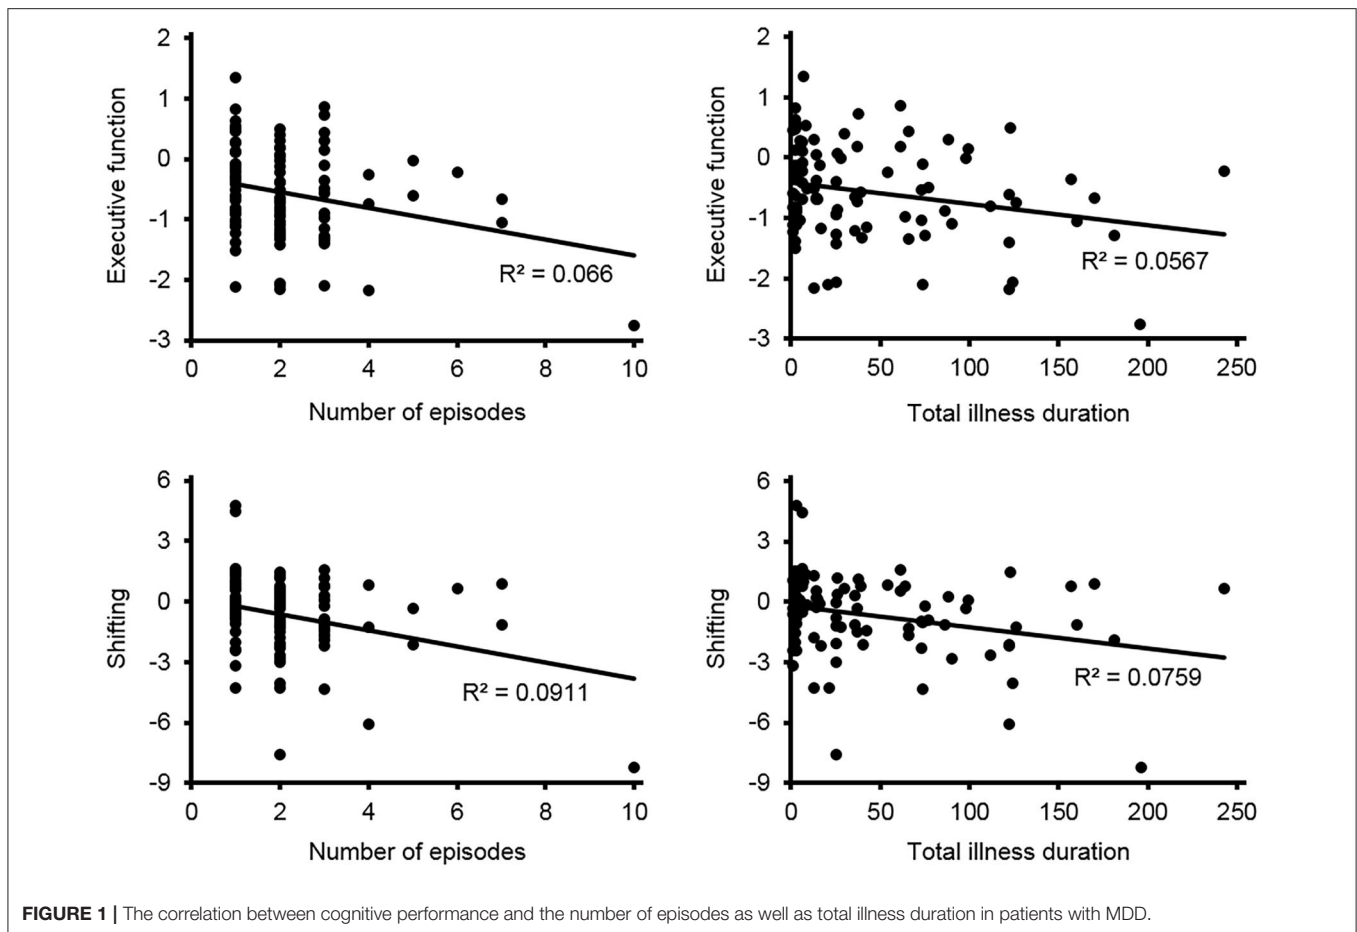 2
1
0
-1
-2
-3
Executive function
R² = 0.066
0 2 4 6 8 10
Number of episodes
2
1
0
-1
-2
-3
Executive function
R² = 0.0567
0 50 100 150 200 250
Total illness duration
6
3
0
-3
-6
-9
Shifting
R² = 0.0911
0 2 4 6 8 10
Number of episodes
6
3
0
-3
-6
-9
Shifting
R² = 0.0759
0 50 100 150 200 250
Total illness duration
FIGURE 1 | The correlation between cognitive performance and the number of episodes as well as total illness duration in patients with MDD.